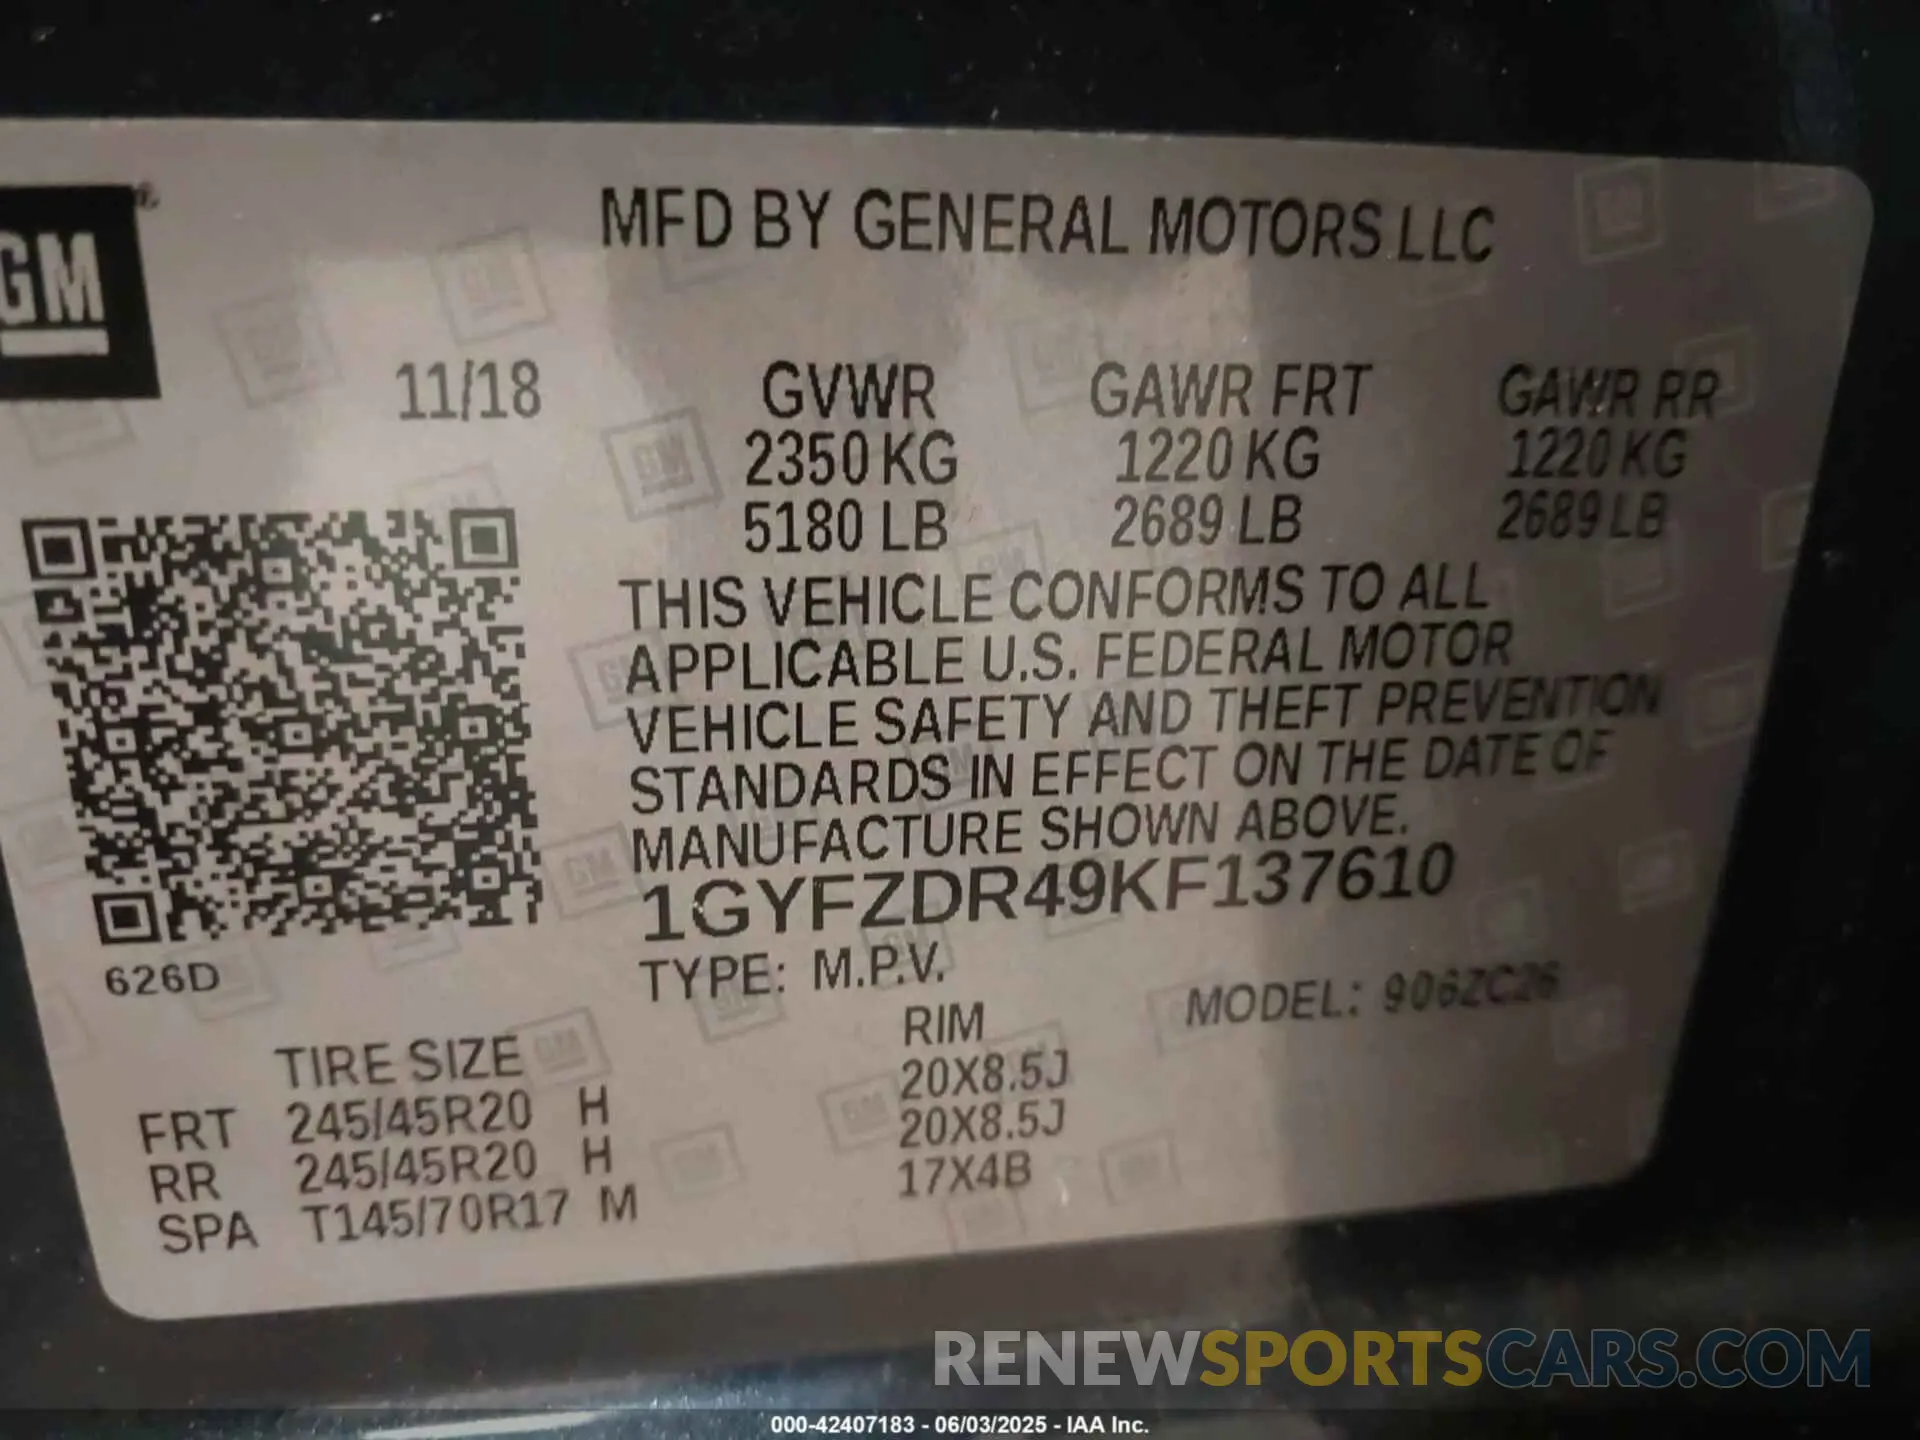 GM
®
MFD BY GENERAL MOTORS LLC
11/18 GVWR GAWR FRT GAWR RR
2350 KG 1220 KG 1220 KG
5180 LB 2689 LB 2689 LB
THIS VEHICLE CONFORMS TO ALL
APPLICABLE U.S. FEDERAL MOTOR
VEHICLE SAFETY AND THEFT PREVENTION
STANDARDS IN EFFECT ON THE DATE OF
MANUFACTURE SHOWN ABOVE.
1GYFZDR49KF137610
626D
TYPE: M.P.V. MODEL: 906ZC26
TIRE SIZE RIM
FRT 245/45R20 H 20X8.5J
RR 245/45R20 H 20X8.5J
SPA T145/70R17 M 17X4B
RENEWSPORTSCARS.COM
000-42407183 - 06/03/2025 - IAA Inc.